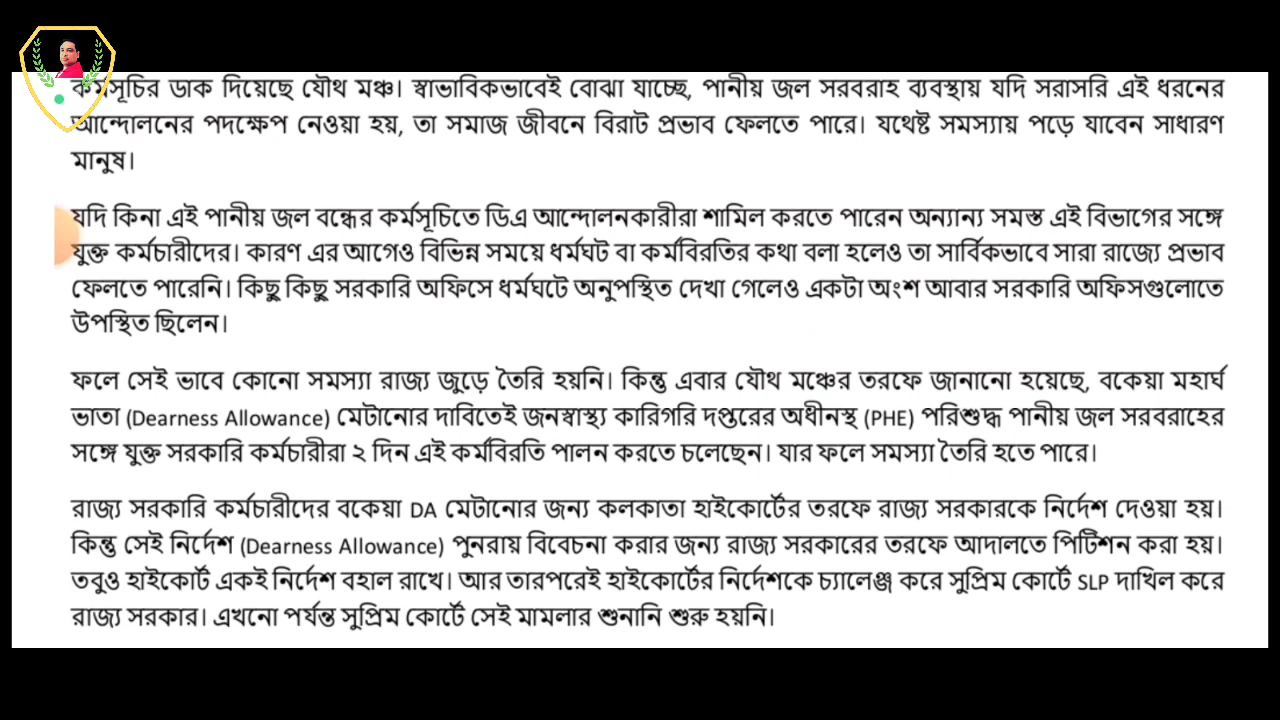 কর্মসূচির ডাক দিয়েছে যৌথ মঞ্চ। স্বাভাবিকভাবেই বোঝা যাচ্ছে, পানীয় জল সরবরাহ ব্যবস্থায় যদি সরাসরি এই ধরনের
আন্দোলনের পদক্ষেপ নেওয়া হয়, তা সমাজ জীবনে বিরাট প্রভাব ফেলতে পারে। যথেষ্ট সমস্যায় পড়ে যাবেন সাধারণ
মানুষ।
যদি কিনা এই পানীয় জল বন্ধের কর্মসূচিতে ডিএ আন্দোলনকারীরা শামিল করতে পারেন অন্যান্য সমস্ত এই বিভাগের সঙ্গে
যুক্ত কর্মচারীদের। কারণ এর আগেও বিভিন্ন সময়ে ধর্মঘট বা কর্মবিরতির কথা বলা হলেও তা সার্বিকভাবে সারা রাজ্যে প্রভাব
ফেলতে পারেনি। কিছু কিছু সরকারি অফিসে ধর্মঘটে অনুপস্থিত দেখা গেলেও একটা অংশ আবার সরকারি অফিসগুলোতে
উপস্থিত ছিলেন।
ফলে সেই ভাবে কোনো সমস্যা রাজ্য জুড়ে তৈরি হয়নি। কিন্তু এবার যৌথ মঞ্চের তরফে জানানো হয়েছে, বকেয়া মহার্ঘ
ভাতা (Dearness Allowance) মেটানোর দাবিতেই জনস্বাস্থ্য কারিগরি দপ্তরের অধীনস্থ (PHE) পরিশুদ্ধ পানীয় জল সরবরাহের
সঙ্গে যুক্ত সরকারি কর্মচারীরা ২ দিন এই কর্মবিরতি পালন করতে চলেছেন। যার ফলে সমস্যা তৈরি হতে পারে।
রাজ্য সরকারি কর্মচারীদের বকেয়া DA মেটানোর জন্য কলকাতা হাইকোর্টের তরফে রাজ্য সরকারকে নির্দেশ দেওয়া হয়।
কিন্তু সেই নির্দেশ (Dearness Allowance) পুনরায় বিবেচনা করার জন্য রাজ্য সরকারের তরফে আদালতে পিটিশন করা হয়।
তবুও হাইকোর্ট একই নির্দেশ বহাল রাখে। আর তারপরেই হাইকোর্টের নির্দেশকে চ্যালেঞ্জ করে সুপ্রিম কোর্টে SLP দাখিল করে
রাজ্য সরকার। এখনো পর্যন্ত সুপ্রিম কোর্টে সেই মামলার শুনানি শুরু হয়নি।